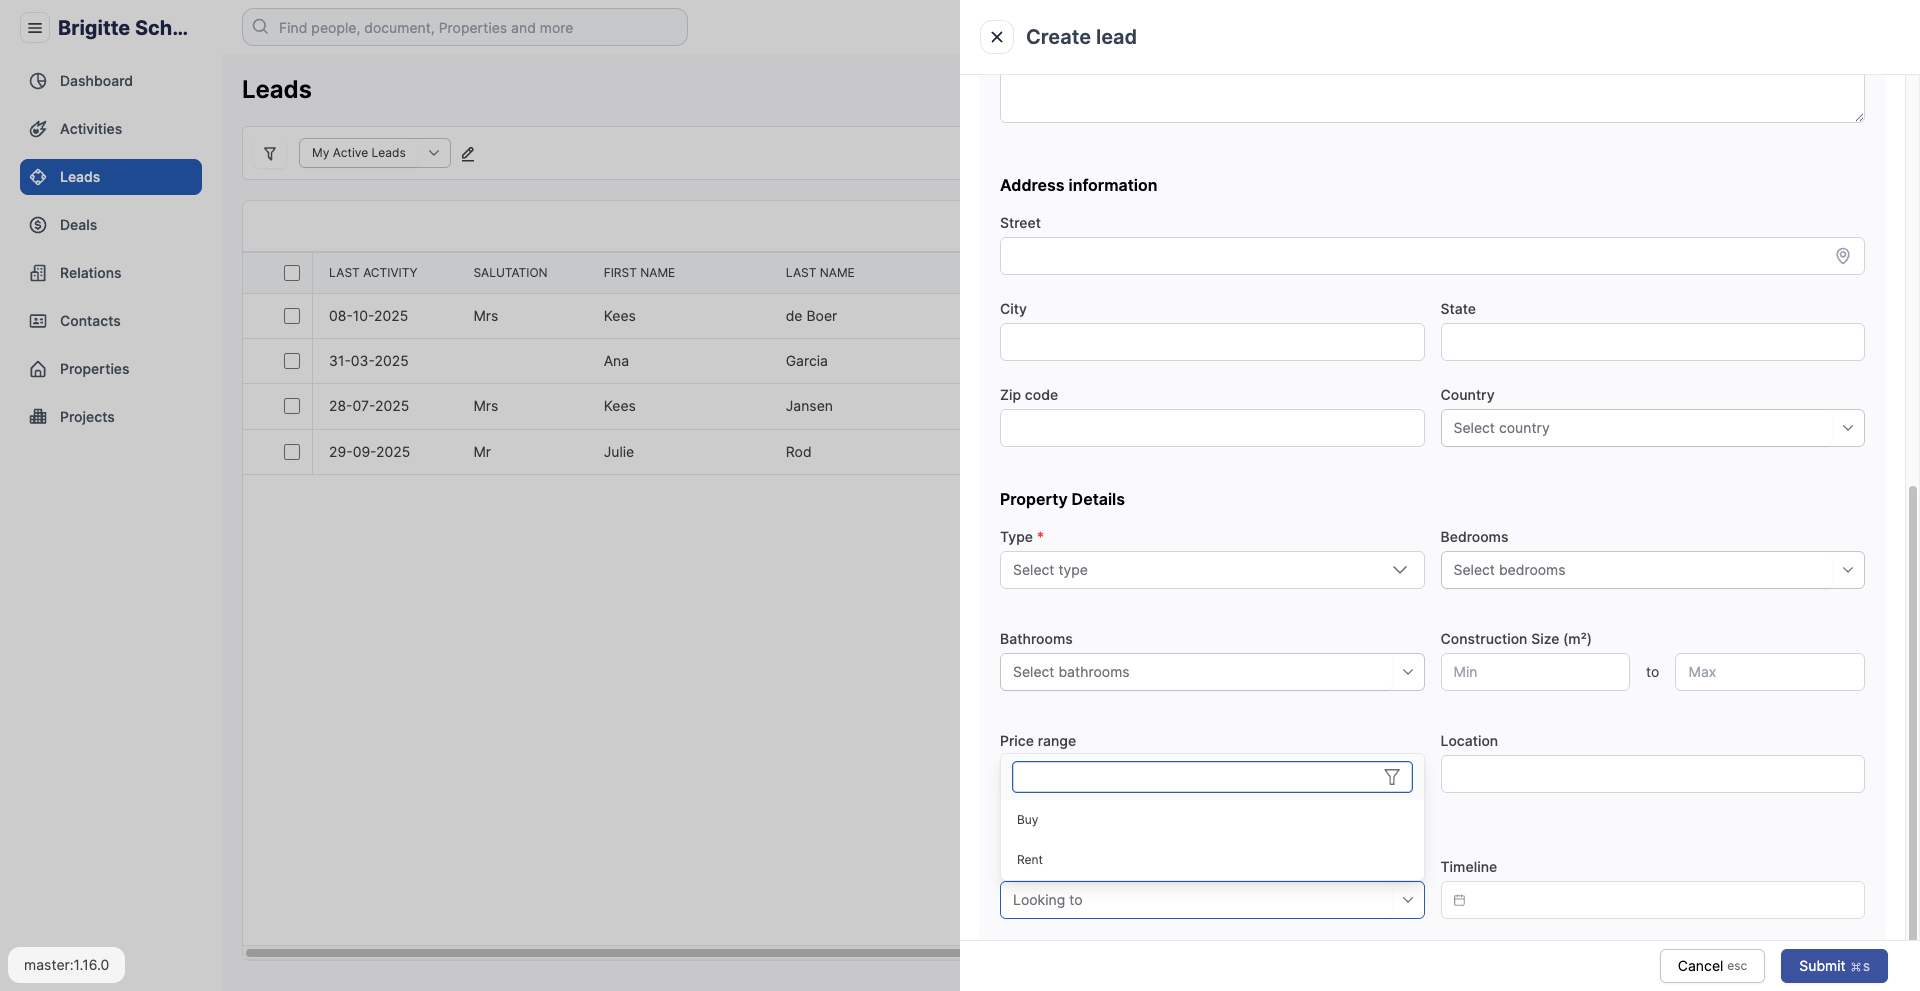 Brigitte Sch...
Find people, document, Properties and more
Dashboard
Activities
Leads
Deals
Relations
Contacts
Properties
Projects
master:1.16.0
Leads
My Active Leads
LAST ACTIVITY SALUTATION FIRST NAME LAST NAME
08-10-2025 Mrs Kees de Boer
31-03-2025 Ana Garcia
28-07-2025 Mrs Kees Jansen
29-09-2025 Mr Julie Rod
Create lead
Address information
Street
City State
Zip code Country
Select country
Property Details
Type * Bedrooms
Select type Select bedrooms
Bathrooms Construction Size (m²)
Select bathrooms Min to Max
Price range Location
Buy
Rent
Timeline
Looking to
Cancel esc Submit ⌘S